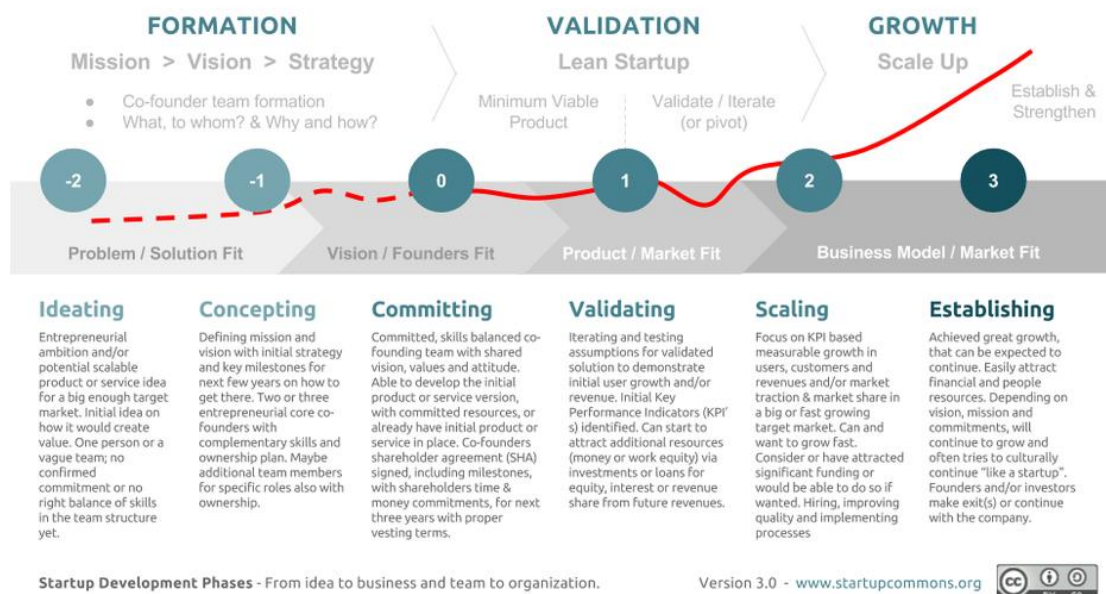 FORMATION
VALIDATION
GROWTH
Mission > Vision > Strategy
Lean Startup
Scale Up
● Co-founder team formation
● What, to whom? & Why and how?
Minimum Viable
Product
Validate / Iterate
(or pivot)
Establish &
Strengthen
-2
-1
0
1
2
3
Problem / Solution Fit
Vision / Founders Fit
Product / Market Fit
Business Model / Market Fit
Ideating
Entrepreneurial
ambition and/or
potential scalable
product or service idea
for a big enough target
market. Initial idea on
how it would create
value. One person or a
vague team; no
confirmed
commitment or no
right balance of skills
in the team structure
yet.
Concepting
Defining mission and
vision with initial strategy
and key milestones for
next few years on how to
get there. Two or three
entrepreneurial core co-
founders with
complementary skills and
ownership plan. Maybe
additional team members
for specific roles also with
ownership.
Committing
Committed, skills balanced co-
founding team with shared
vision, values and attitude.
Able to develop the initial
product or service version,
with committed resources, or
already have initial product or
service in place. Co-founders
shareholder agreement (SHA)
signed, including milestones,
with shareholders time &
money commitments, for next
three years with proper
vesting terms.
Validating
Iterating and testing
assumptions for validated
solution to demonstrate
initial user growth and/or
revenue. Initial Key
Performance Indicators (KPI'
s) identified. Can start to
attract additional resources
(money or work equity) via
investments or loans for
equity, interest or revenue
share from future revenues.
Scaling
Focus on KPI based
measurable growth in
users, customers and
revenues and/or market
traction & market share in
a big or fast growing
target market. Can and
want to grow fast.
Consider or have attracted
significant funding or
would be able to do so if
wanted. Hiring, improving
quality and implementing
processes
Establishing
Achieved great growth,
that can be expected to
continue. Easily attract
financial and people
resources. Depending on
vision, mission and
commitments, will
continue to grow and
often tries to culturally
continue "like a startup".
Founders and/or investors
make exit(s) or continue
with the company.
Startup Development Phases - From idea to business and team to organization.
Version 3.0 - www.startupcommons.org
cc